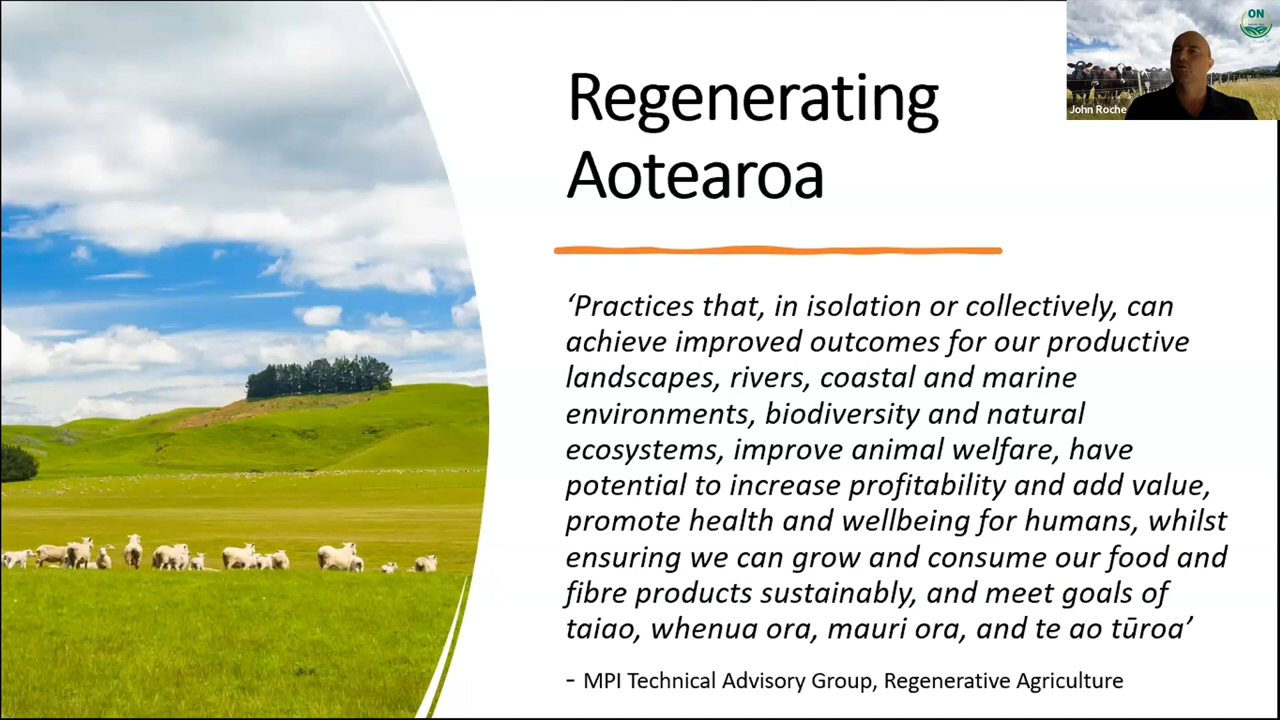 Regenerating
Aotearoa
‘Practices that, in isolation or collectively, can
achieve improved outcomes for our productive
landscapes, rivers, coastal and marine
environments, biodiversity and natural
ecosystems, improve animal welfare, have
potential to increase profitability and add value,
promote health and wellbeing for humans, whilst
ensuring we can grow and consume our food and
fibre products sustainably, and meet goals of
taiao, whenua ora, mauri ora, and te ao tūroa’
- MPI Technical Advisory Group, Regenerative Agriculture
ON
John Roche